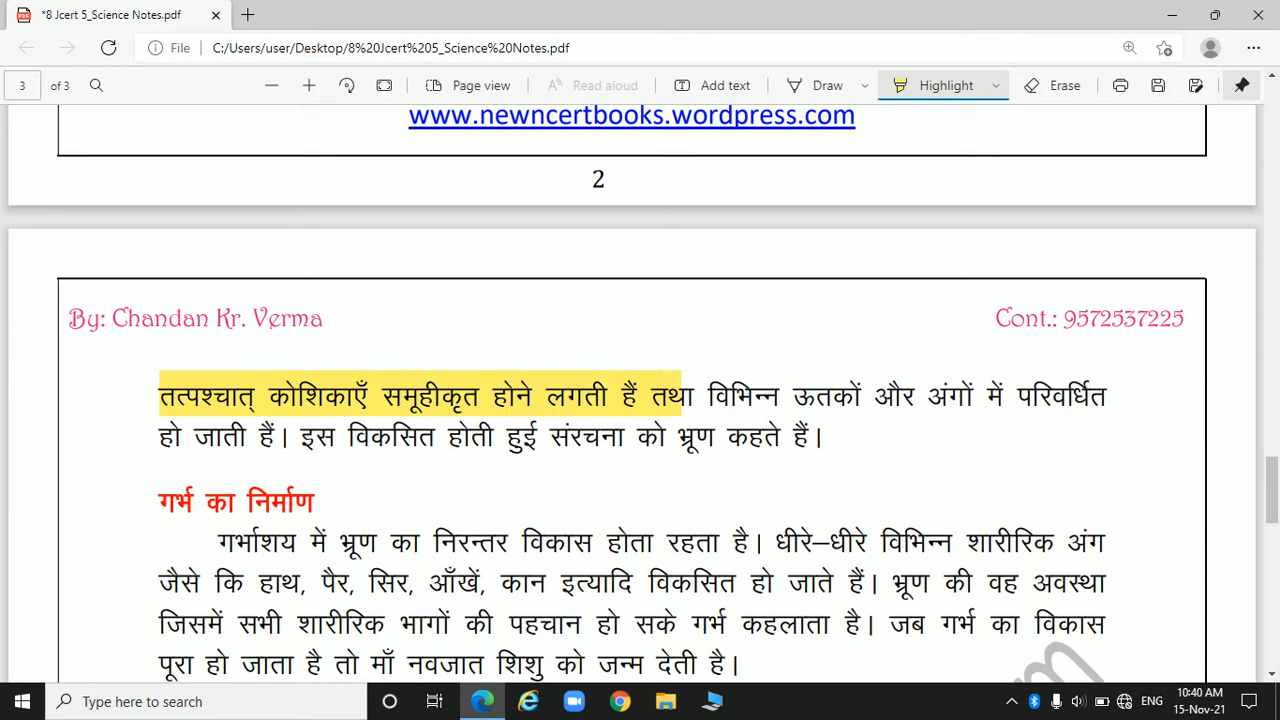 *8 Jcert 5_Science Notes.pdf
File C:/Users/user/Desktop/8%20Jcert%205_Science%20Notes.pdf
3 of 3 Page view Read aloud Add text Draw Highlight Erase
www.newncertbooks.wordpress.com
2
By: Chandan Kr. Verma Cont.: 9572537225
तत्पश्चात् कोशिकाएँ समूहीकृत होने लगती हैं तथा विभिन्न ऊतकों और अंगों में परिवर्धित
हो जाती हैं। इस विकसित होती हुई संरचना को भ्रूण कहते हैं।
गर्भ का निर्माण
गर्भाशय में भ्रूण का निरन्तर विकास होता रहता है। धीरे–धीरे विभिन्न शारीरिक अंग
जैसे कि हाथ, पैर, सिर, आँखें, कान इत्यादि विकसित हो जाते हैं। भ्रूण की वह अवस्था
जिसमें सभी शारीरिक भागों की पहचान हो सके गर्भ कहलाता है। जब गर्भ का विकास
पूरा हो जाता है तो माँ नवजात शिशु को जन्म देती है।
Type here to search ENG 10:40 AM
15-Nov-21